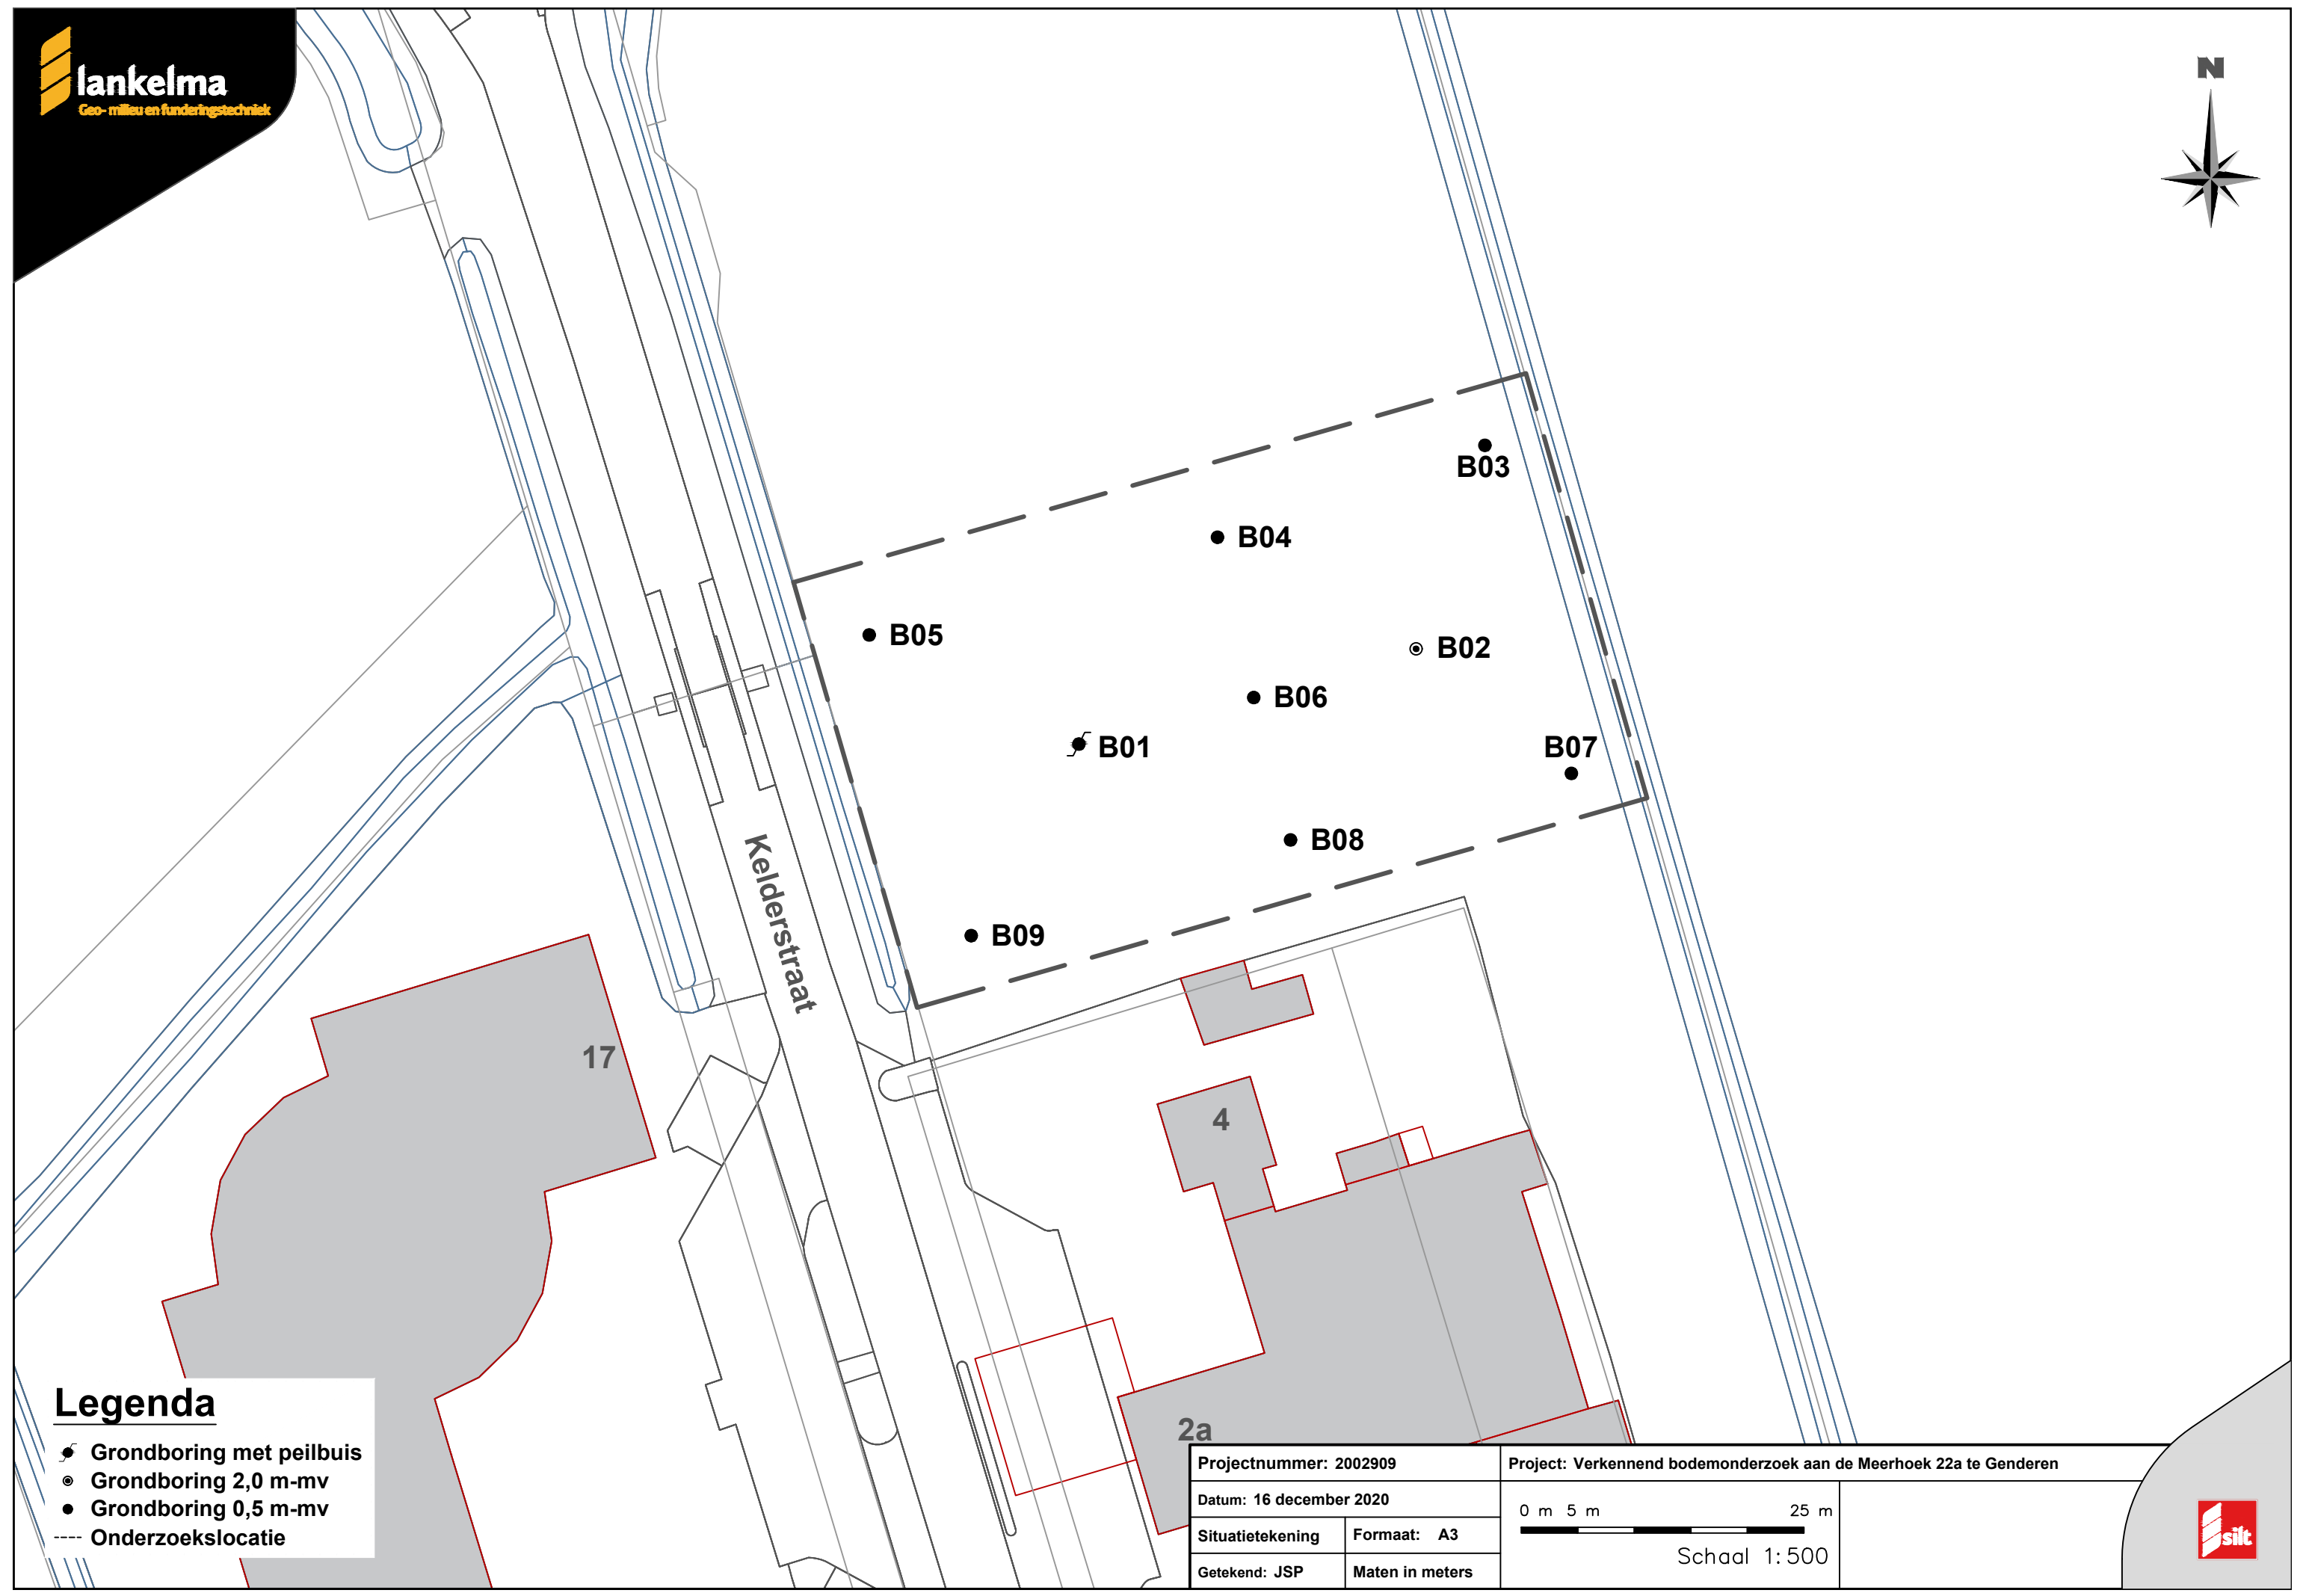 lankelma
Geo- milieu en funderingstechniek
N
B03
B04
B05
B02
B06
B01
B07
B08
B09
Kelderstraat
17
4
2a
Legenda
Grondboring met peilbuis
Grondboring 2,0 m-mv
Grondboring 0,5 m-mv
Onderzoekslocatie
Projectnummer: 2002909
Project: Verkennend bodemonderzoek aan de Meerhoek 22a te Genderen
Datum: 16 december 2020
0 m 5 m 25 m
Situatietekening
Formaat: A3
Schaal 1:500
Getekend: JSP
Maten in meters
silt